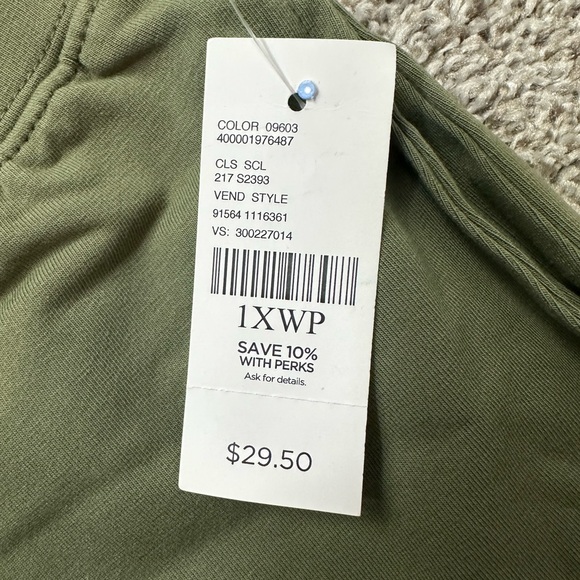 COLOR 09603
400001976487
CLS SCL
217 S2393
VEND STYLE
91564 1116361
VS: 300227014
1XWP
SAVE 10%
WITH PERKS
Ask for details.
$29.50